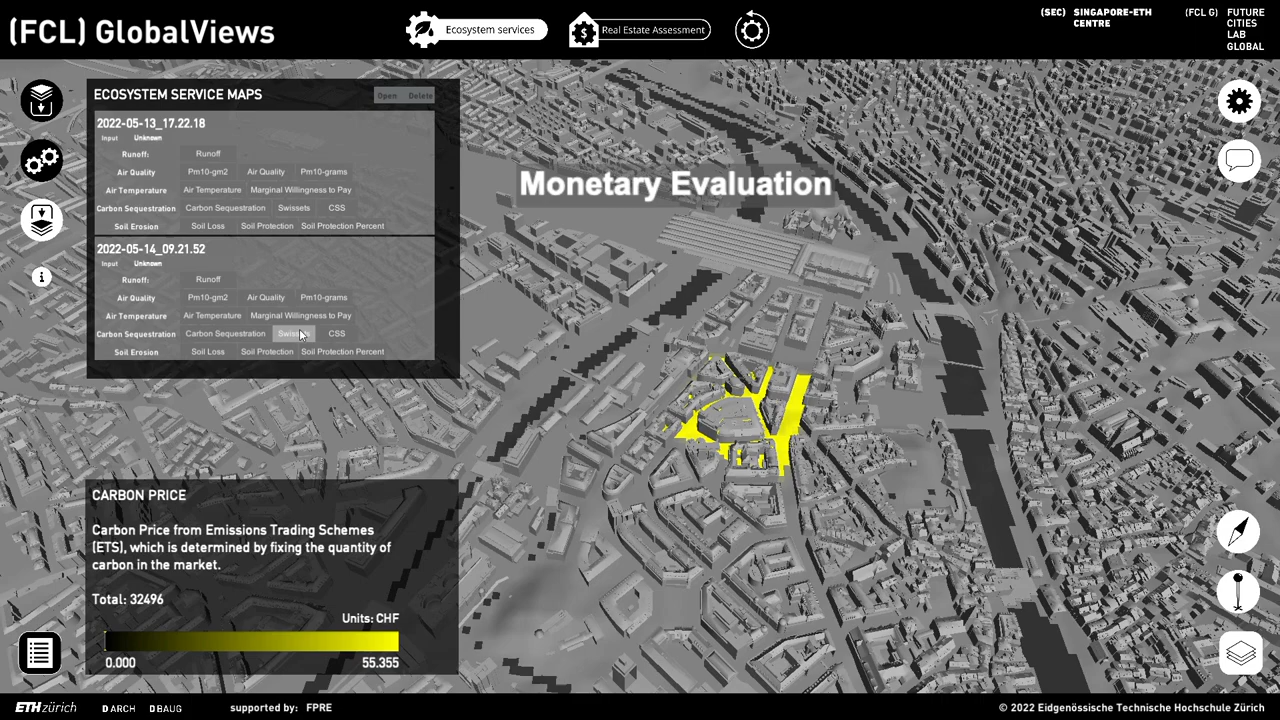 (FCL) GlobalViews
Ecosystem services
Real Estate Assessment
(SEC) SINGAPORE-ETH
CENTRE
(FCL G) FUTURE
CITIES
LAB
GLOBAL
ECOSYSTEM SERVICE MAPS
Open Delete
2022-05-13_17.22.18
Input Unknown
Runoff: Runoff
Air Quality Pm10-gm2 Air Quality Pm10-grams
Air Temperature Air Temperature Marginal Willingness to Pay
Carbon Sequestration Carbon Sequestration Swissets CSS
Soil Erosion Soil Loss Soil Protection Soil Protection Percent
2022-05-14_09.21.52
Input Unknown
Runoff: Runoff
Air Quality Pm10-gm2 Air Quality Pm10-grams
Air Temperature Air Temperature Marginal Willingness to Pay
Carbon Sequestration Carbon Sequestration Swissets CSS
Soil Erosion Soil Loss Soil Protection Soil Protection Percent
Monetary Evaluation
CARBON PRICE
Carbon Price from Emissions Trading Schemes
(ETS), which is determined by fixing the quantity of
carbon in the market.
Total: 32496
Units: CHF
0.000 55.355
ETH zürich D ARCH D BAUG supported by: FPRE
© 2022 Eidgenössische Technische Hochschule Zürich